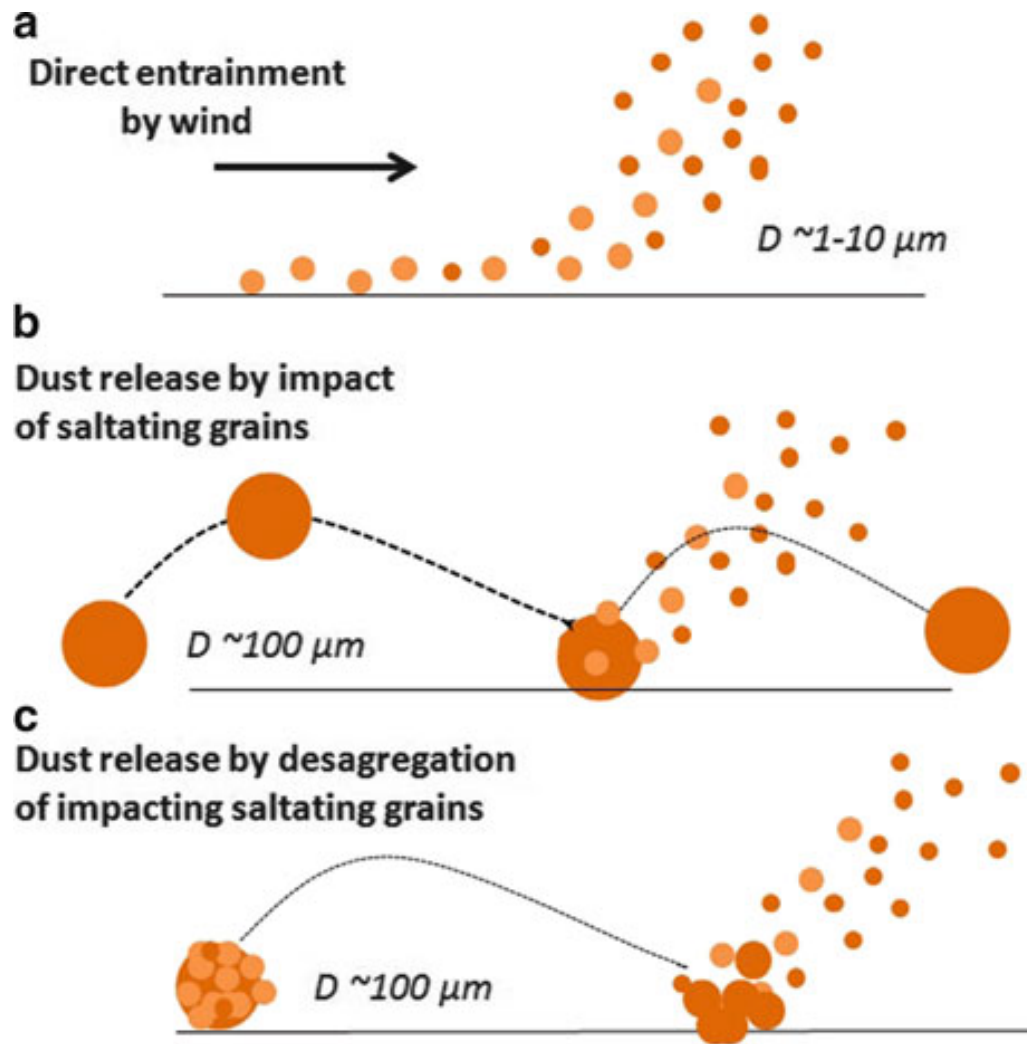 a
Direct entrainment
by wind
D ~1-10 μm
b
Dust release by impact
of saltating grains
D ~100 μm
c
Dust release by desagregation
of impacting saltating grains
D ~100 μm